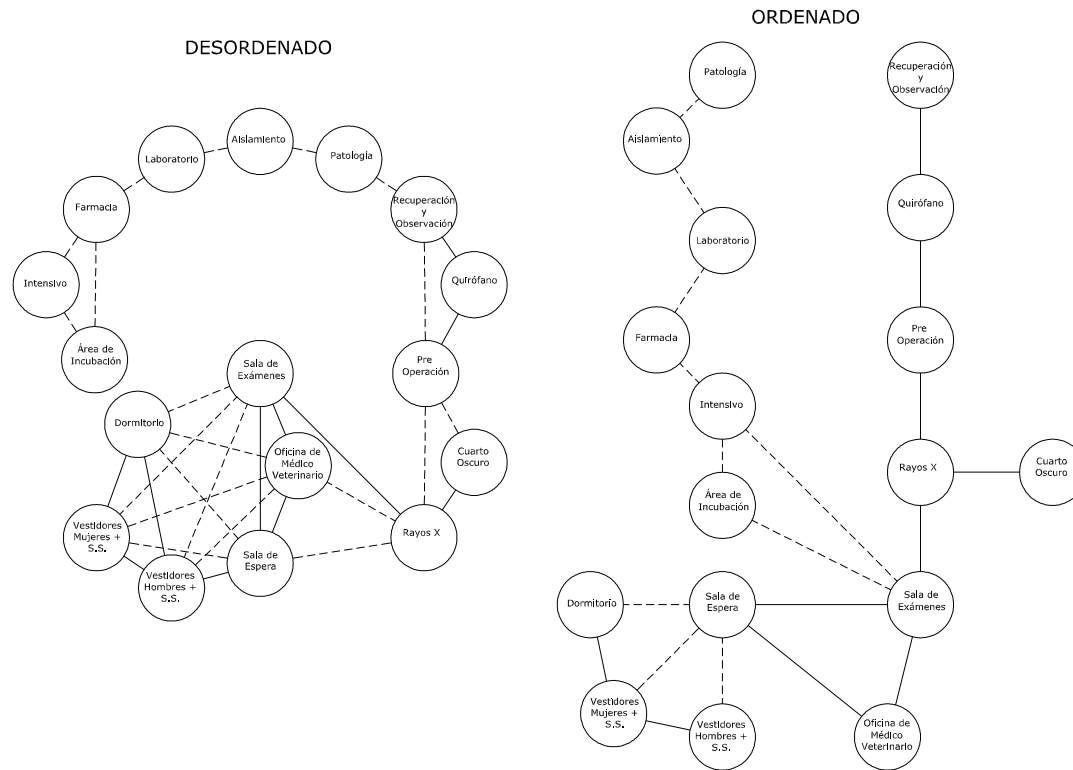 DESORDENADO
Aislamiento
Laboratorio
Patología
Farmacia
Recuperación
y
Observación
Intensivo
Quirófano
Área de
Incubación
Sala de
Exámenes
Pre
Operación
Dormitorio
Oficina de
Médico
Veterinario
Cuarto
Oscuro
Vestidores
Mujeres +
S.S.
Rayos X
Sala de
Espera
Vestidores
Hombres +
S.S.
ORDENADO
Patología
Recuperación
y
Observación
Aislamiento
Quirófano
Laboratorio
Farmacia
Pre
Operación
Intensivo
Rayos X
Cuarto
Oscuro
Área de
Incubación
Dormitorio
Sala de
Espera
Sala de
Exámenes
Vestidores
Mujeres +
S.S.
Vestidores
Hombres +
S.S.
Oficina de
Médico
Veterinario